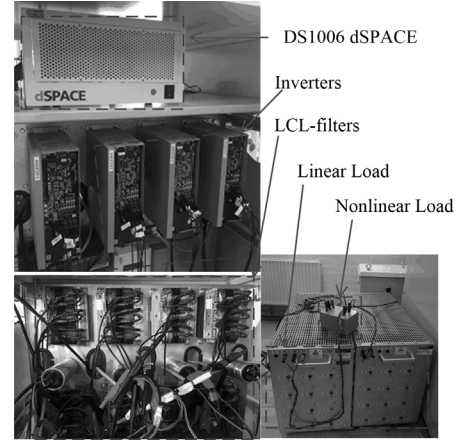 DS1006 dSPACE
dSPACE
Inverters
LCL-filters
Linear Load
Nonlinear Load